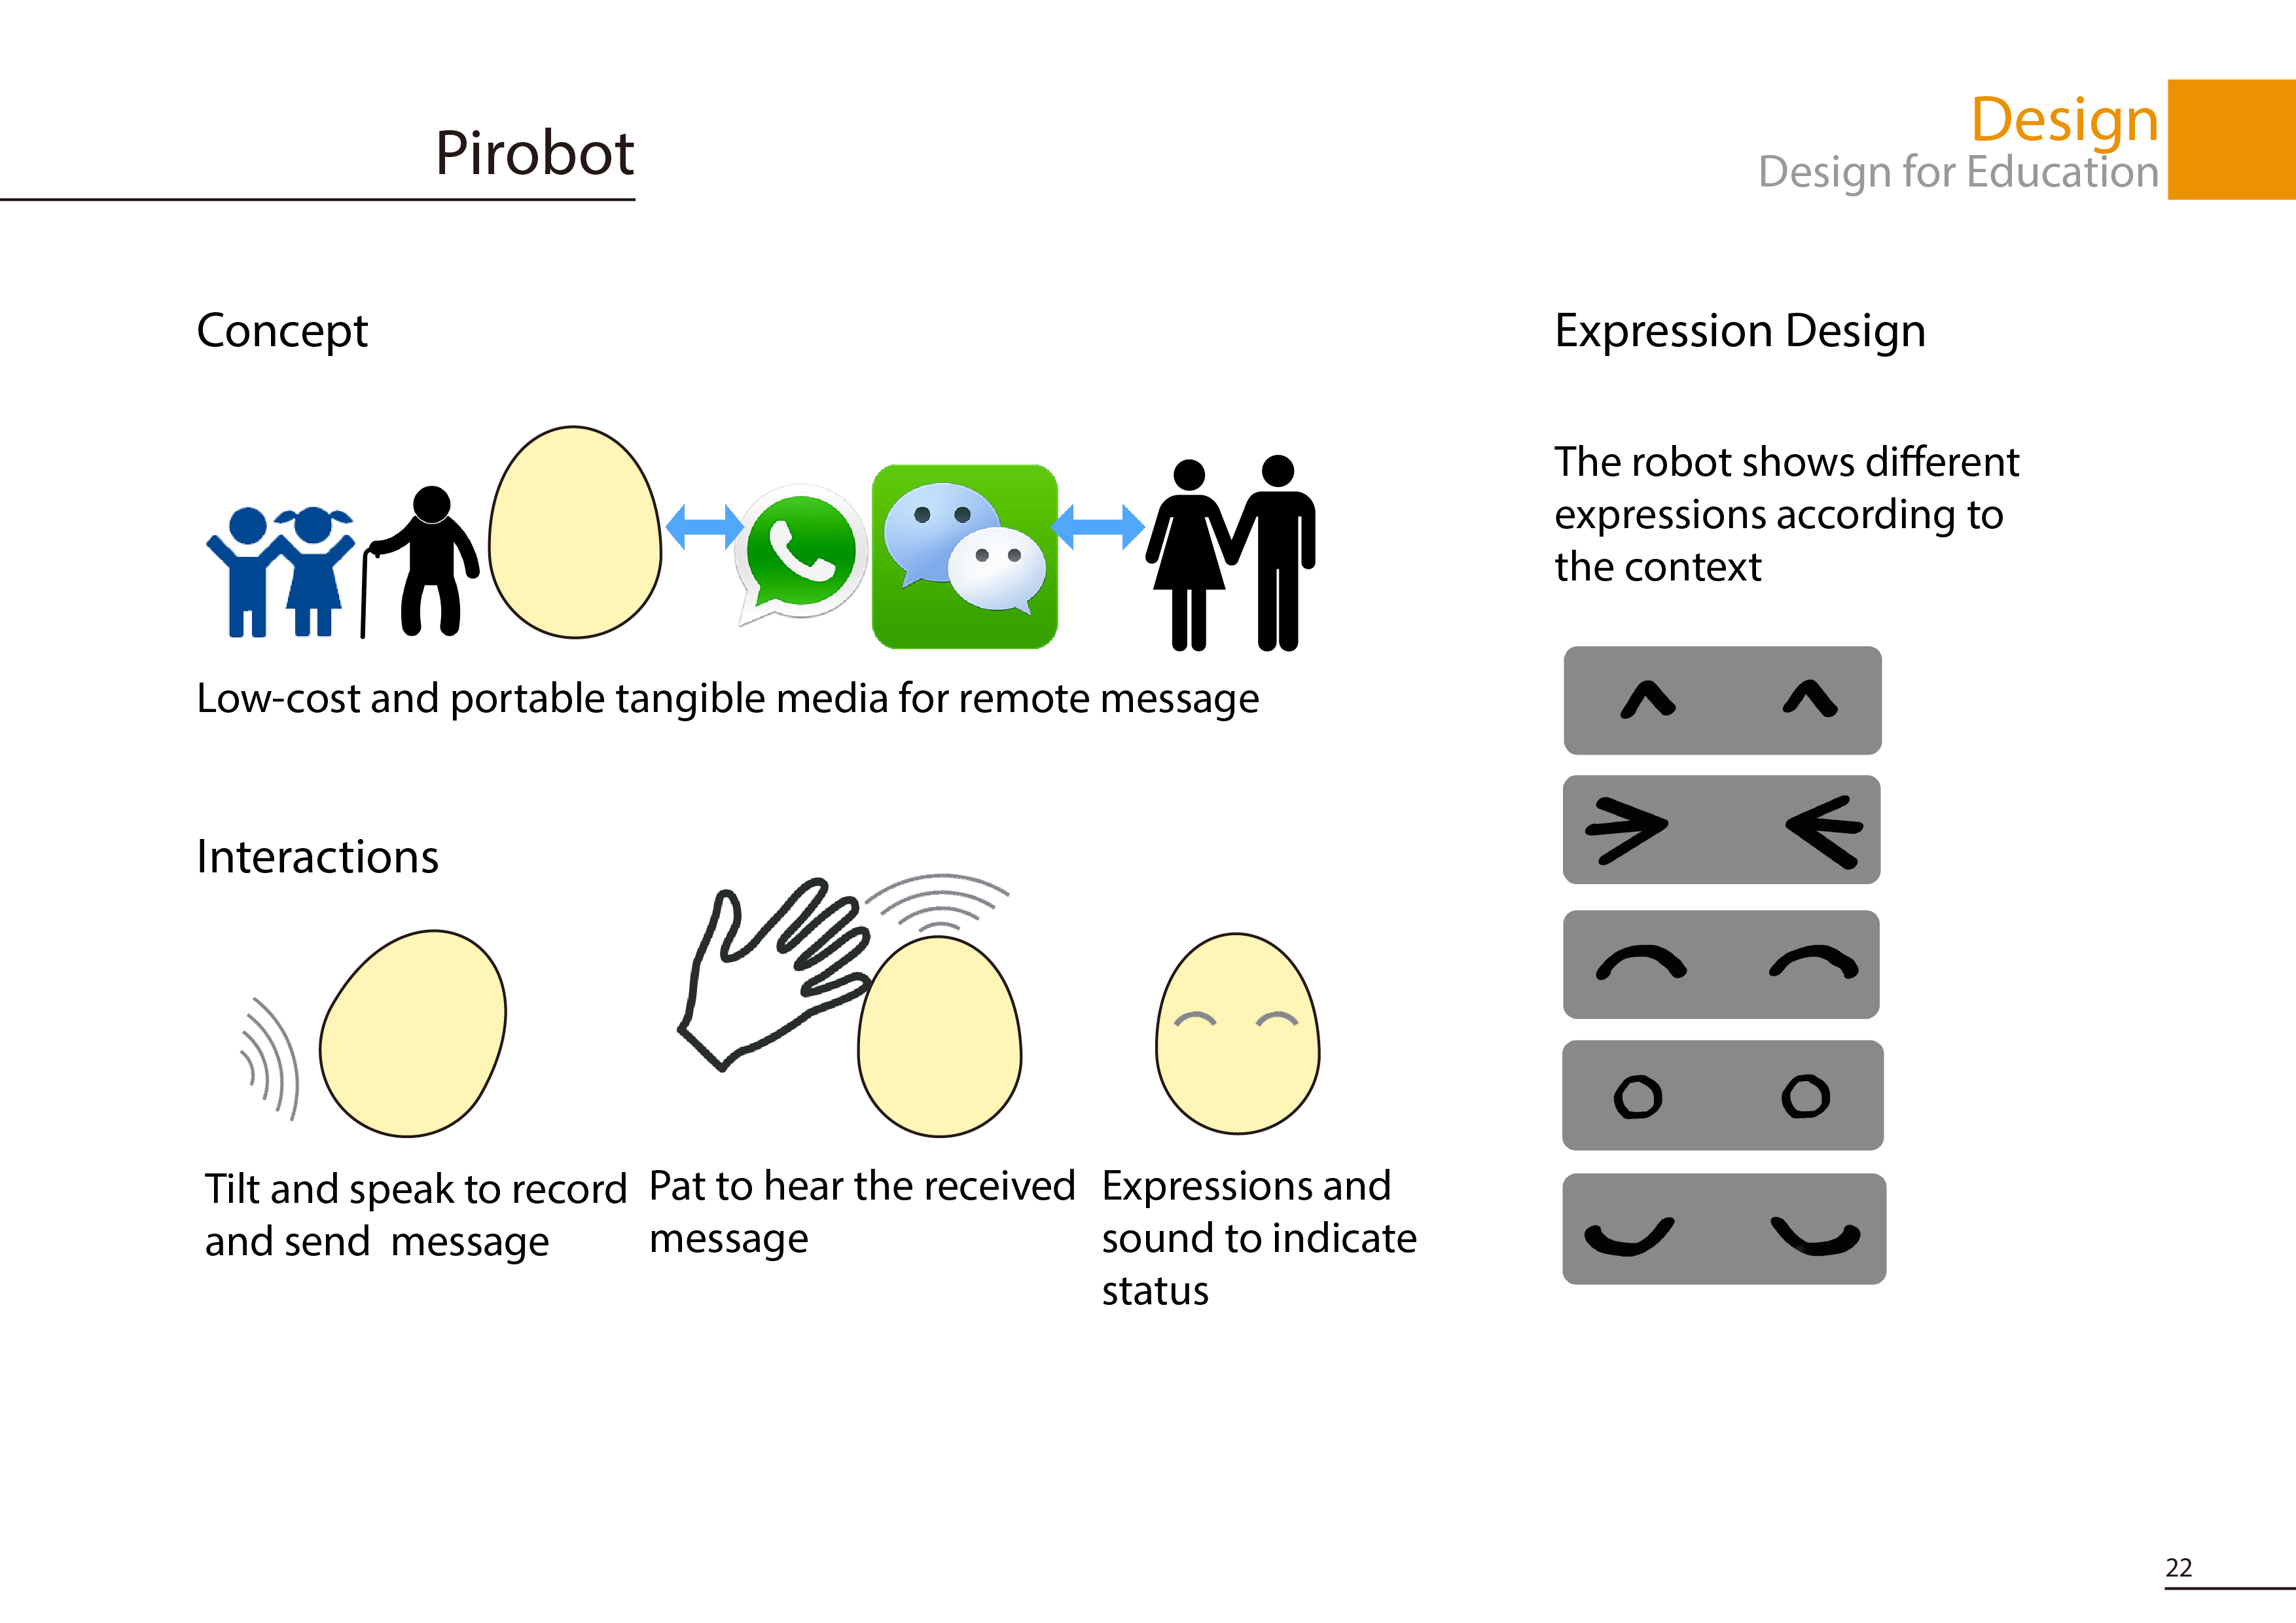 Pirobot
Design
Design for Education
Concept
Low-cost and portable tangible media for remote message
Interactions
Tilt and speak to record
and send  message
Pat to hear the received
message
Expressions and
sound to indicate
status
Expression Design
The robot shows different
expressions according to
the context
22